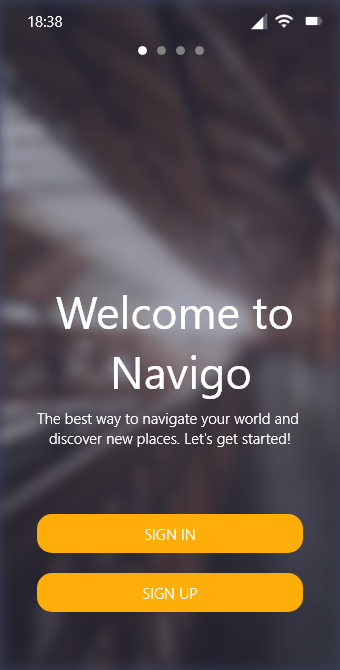 18:38
Welcome to
Navigo
The best way to navigate your world and
discover new places. Let's get started!
SIGN IN
SIGN UP